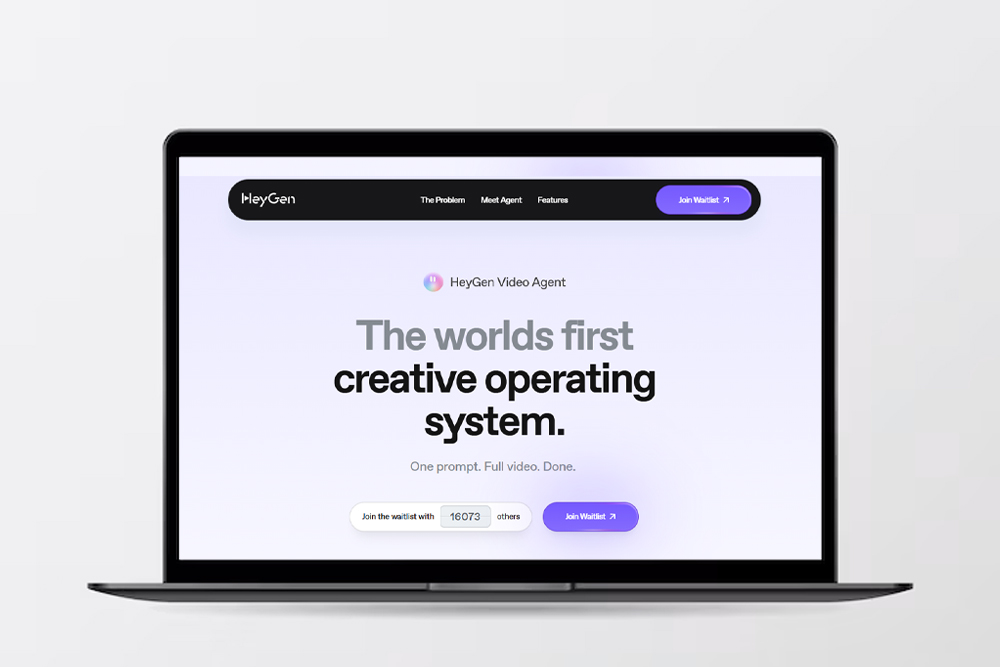 HeyGen
The Problem Meet Agent Features
Join Waitlist
HeyGen Video Agent
The worlds first
creative operating
system.
One prompt. Full video. Done.
Join the waitlist with 16073 others
Join Waitlist